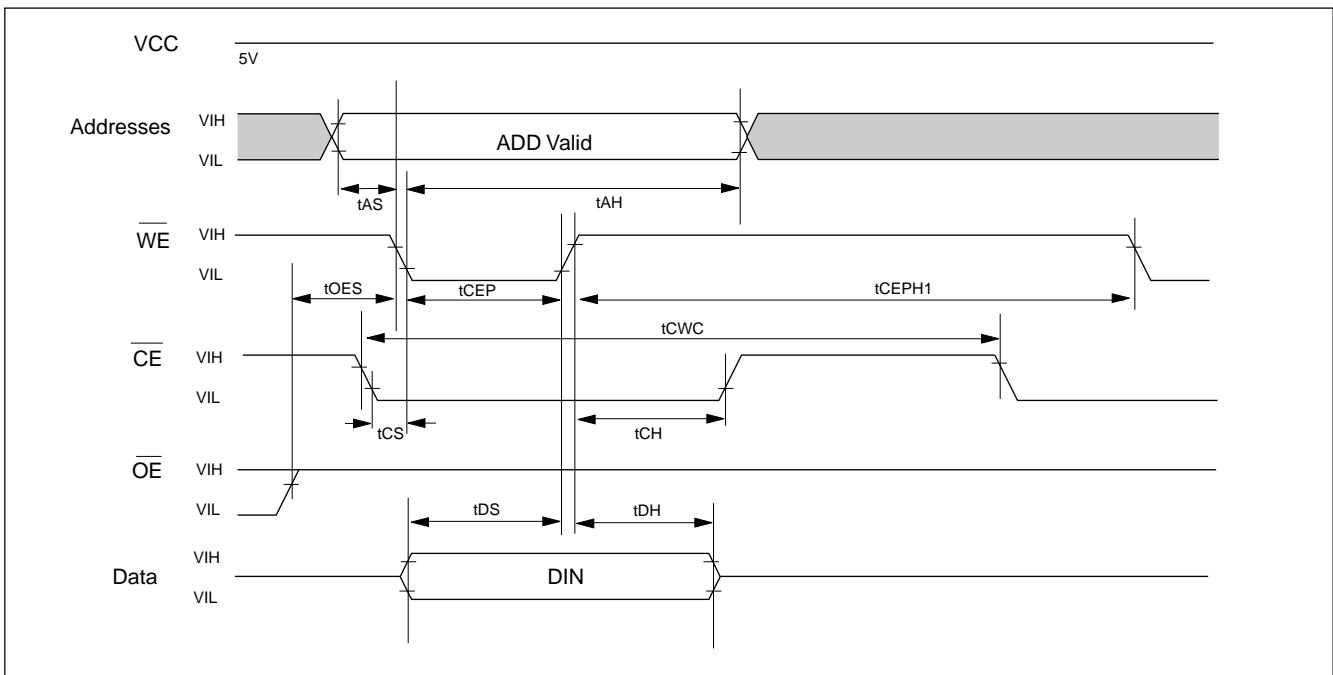 VCC
5V
Addresses
VIH
VIL
ADD Valid
tAS
tAH
WE
VIH
VIL
tOES
tCEP
tCEPH1
tCWC
CE
VIH
VIL
tCS
tCH
OE
VIH
VIL
tDS
tDH
Data
VIH
VIL
DIN